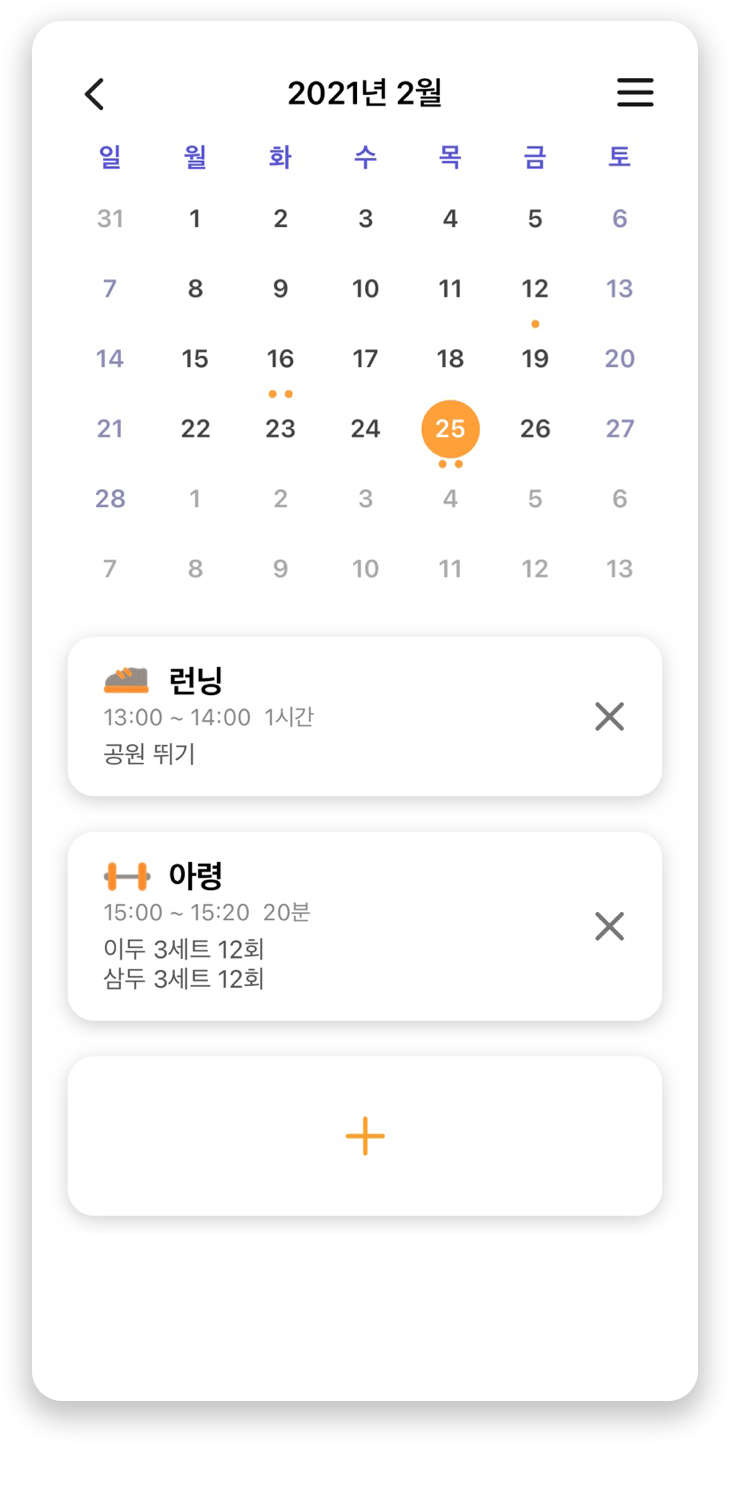 2021년 2월
일 월 화 수 목 금 토
31 1 2 3 4 5 6
7 8 9 10 11 12 13
14 15 16 17 18 19 20
21 22 23 24 25 26 27
28 1 2 3 4 5 6
7 8 9 10 11 12 13
런닝
13:00 ~ 14:00 1시간
공원 뛰기
아령
15:00 ~ 15:20 20분
이두 3세트 12회
삼두 3세트 12회